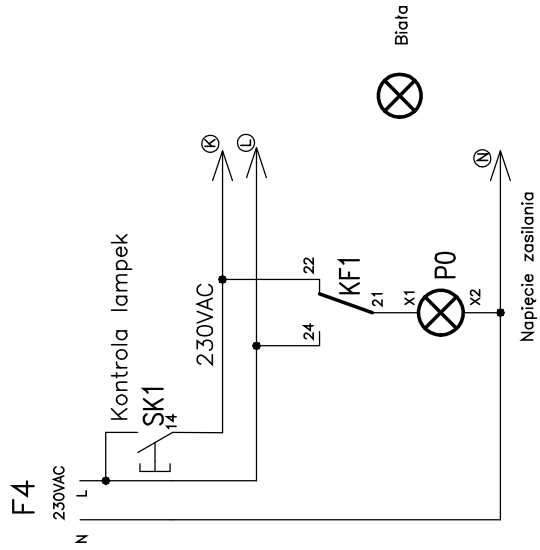 F4
230VAC
L
N
Kontrola lampek
SK1
14
230VAC
K
L
22
24
KF1
21
X1
P0
X2
N
Napięcie zasilania
Biała